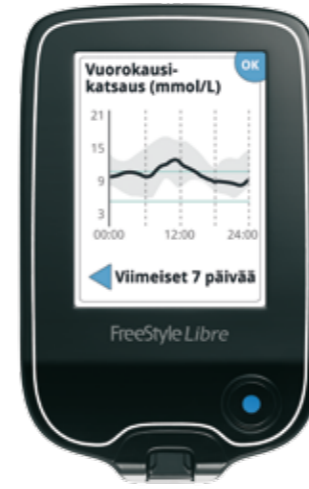 OK
Vuorokausi-
katsaus (mmol/L)
21
15
9
3
00:00 12:00 24:00
Viimeiset 7 päivää
FreeStyle Libre